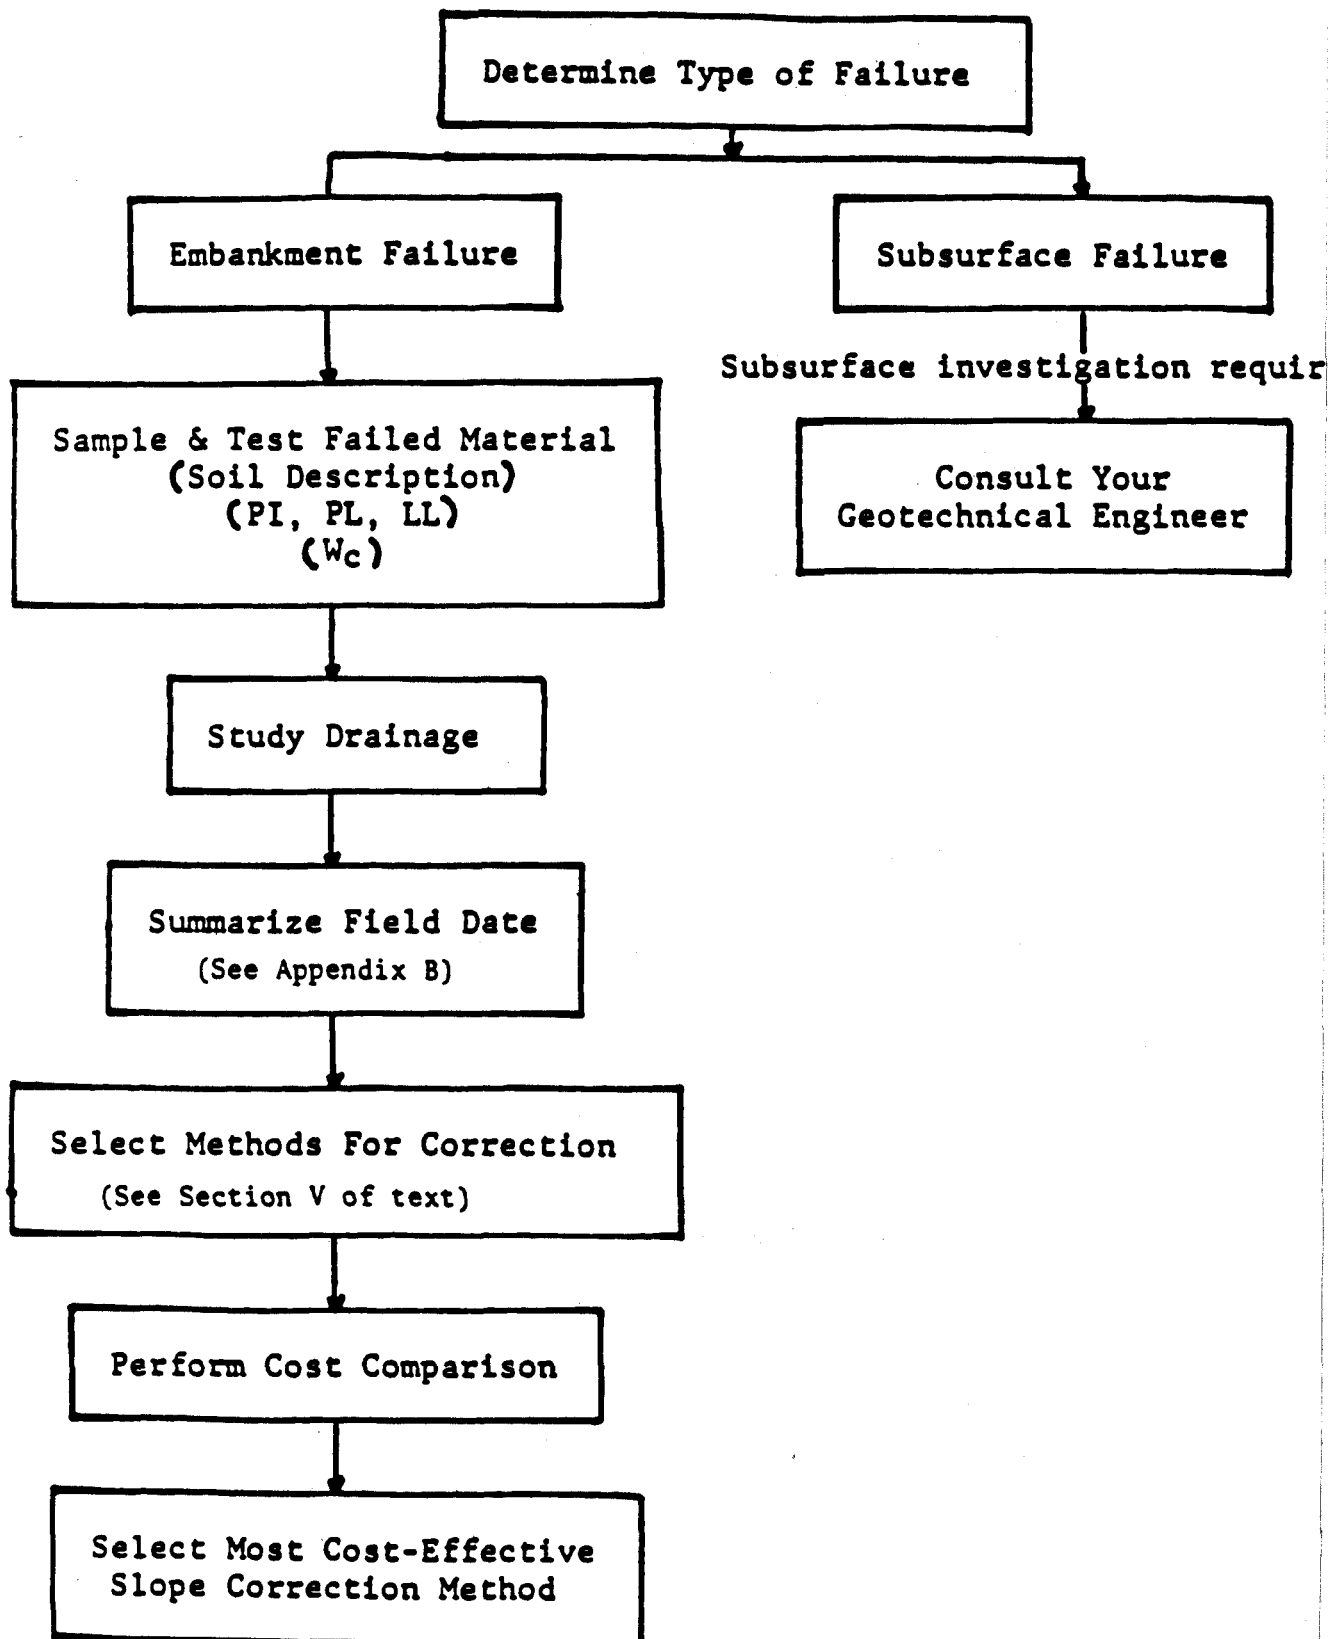 Determine Type of Failure
Embankment Failure
Subsurface Failure
Subsurface investigation requir
Sample & Test Failed Material
(Soil Description)
(PI, PL, LL)
(Wc)
Consult Your
Geotechnical Engineer
Study Drainage
Summarize Field Date
(See Appendix B)
Select Methods For Correction
(See Section V of text)
Perform Cost Comparison
Select Most Cost-Effective
Slope Correction Method